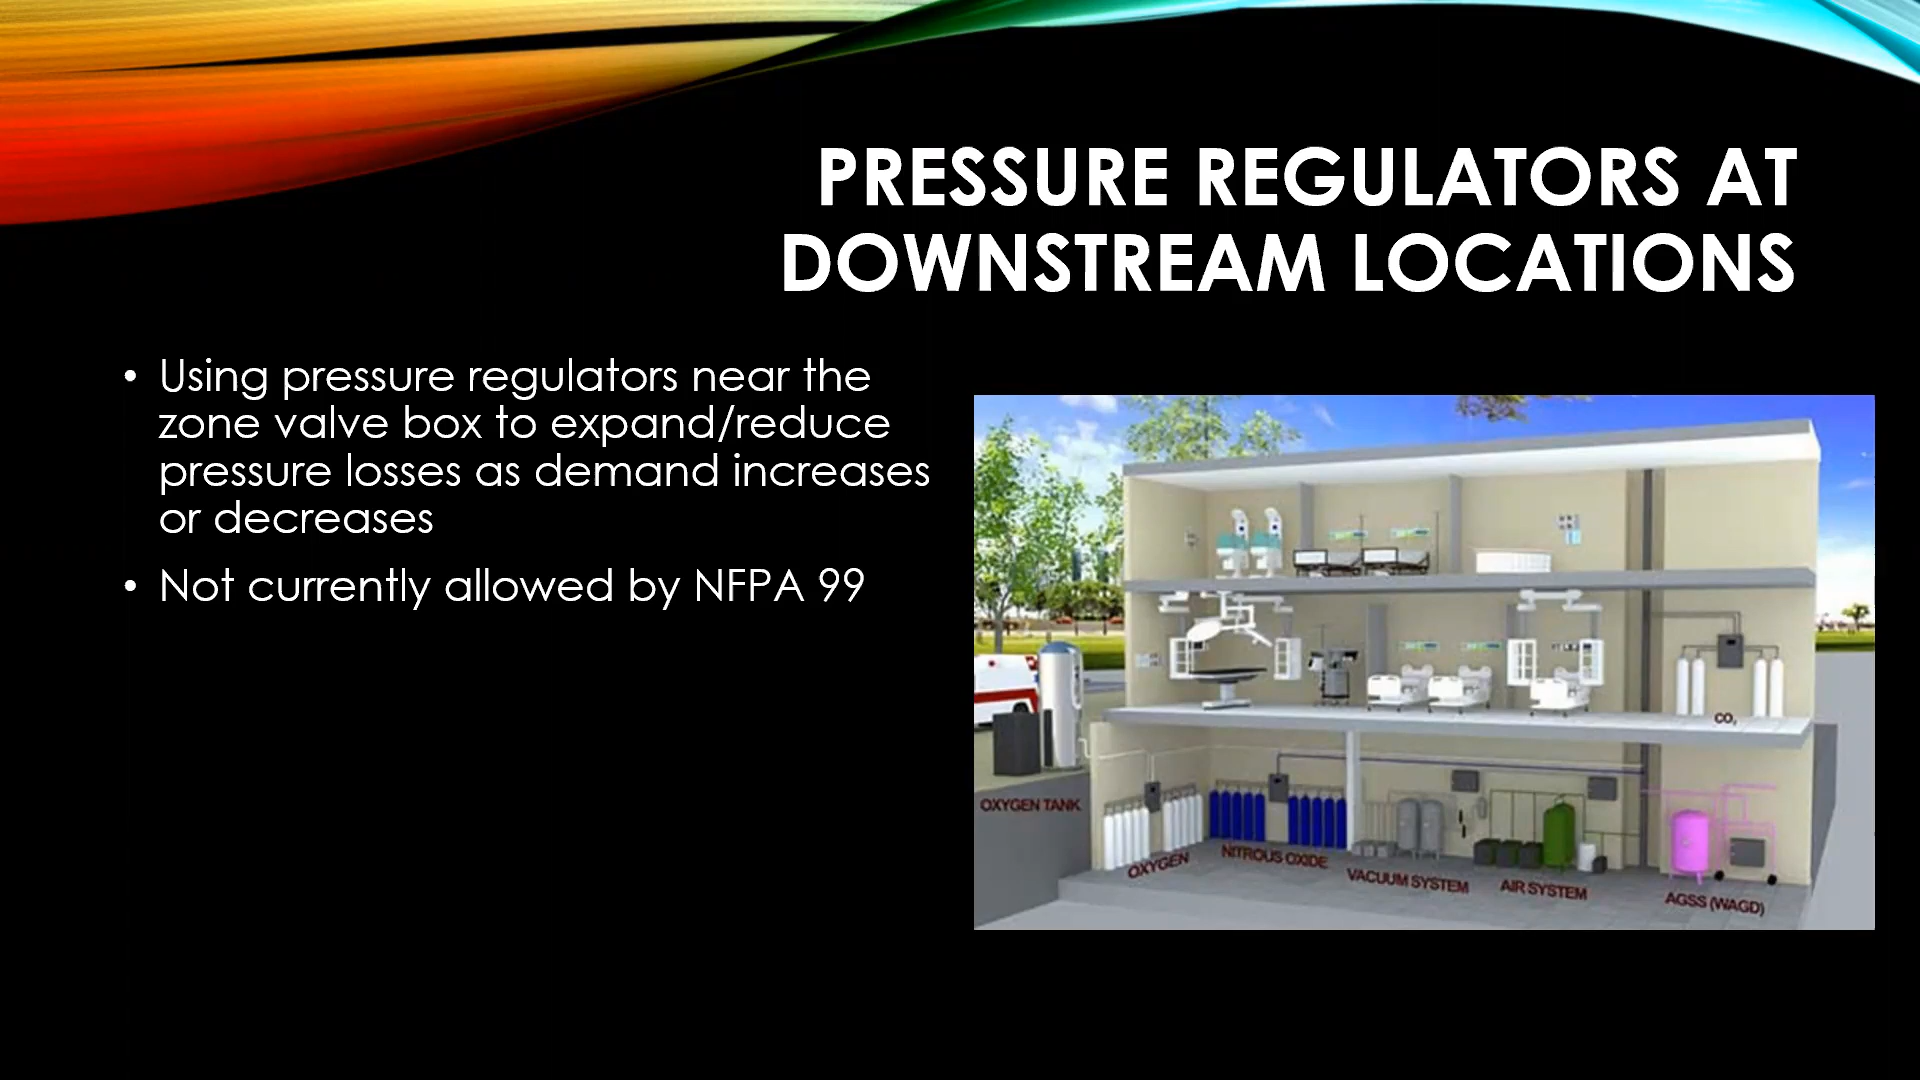 PRESSURE REGULATORS AT
DOWNSTREAM LOCATIONS
• Using pressure regulators near the
zone valve box to expand/reduce
pressure losses as demand increases
or decreases
• Not currently allowed by NFPA 99
CO₂
OXYGEN TANK
OXYGEN
NITROUS OXIDE
VACUUM SYSTEM
AIR SYSTEM
AGSS (WAGD)